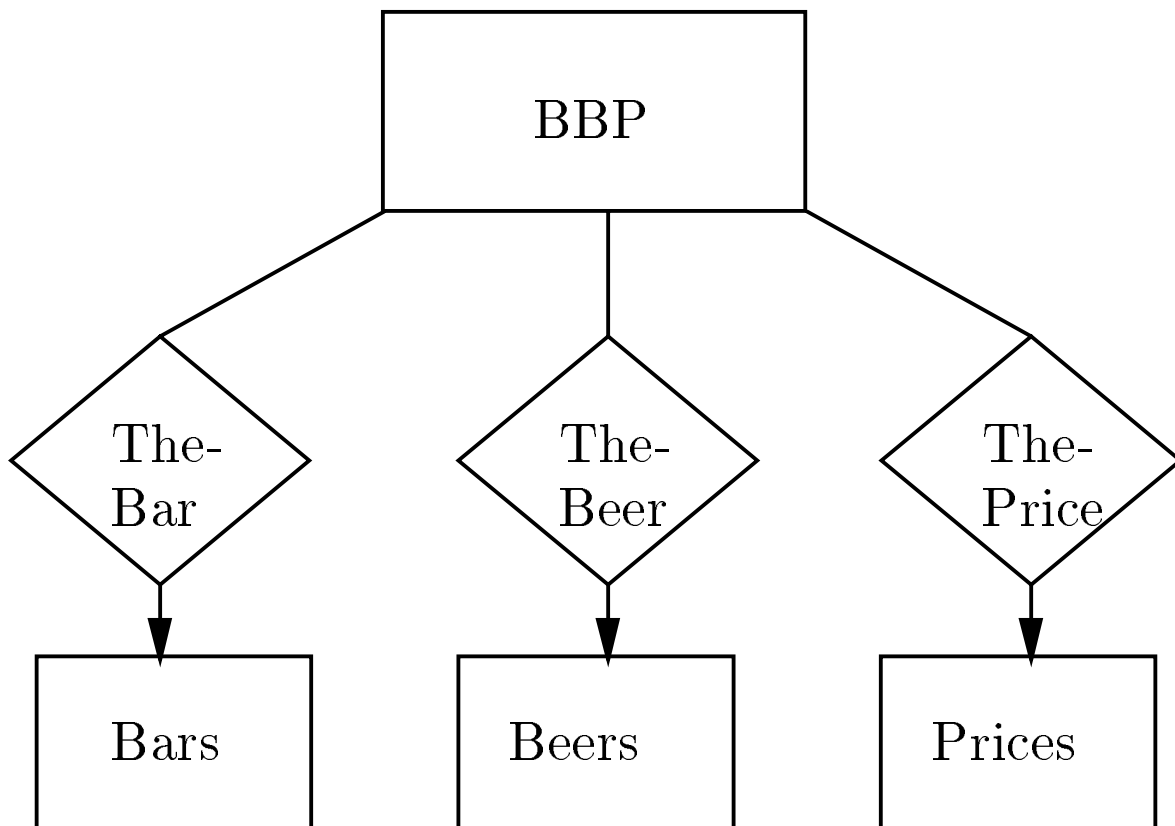 BBP
The-
Bar
The-
Beer
The-
Price
Bars
Beers
Prices